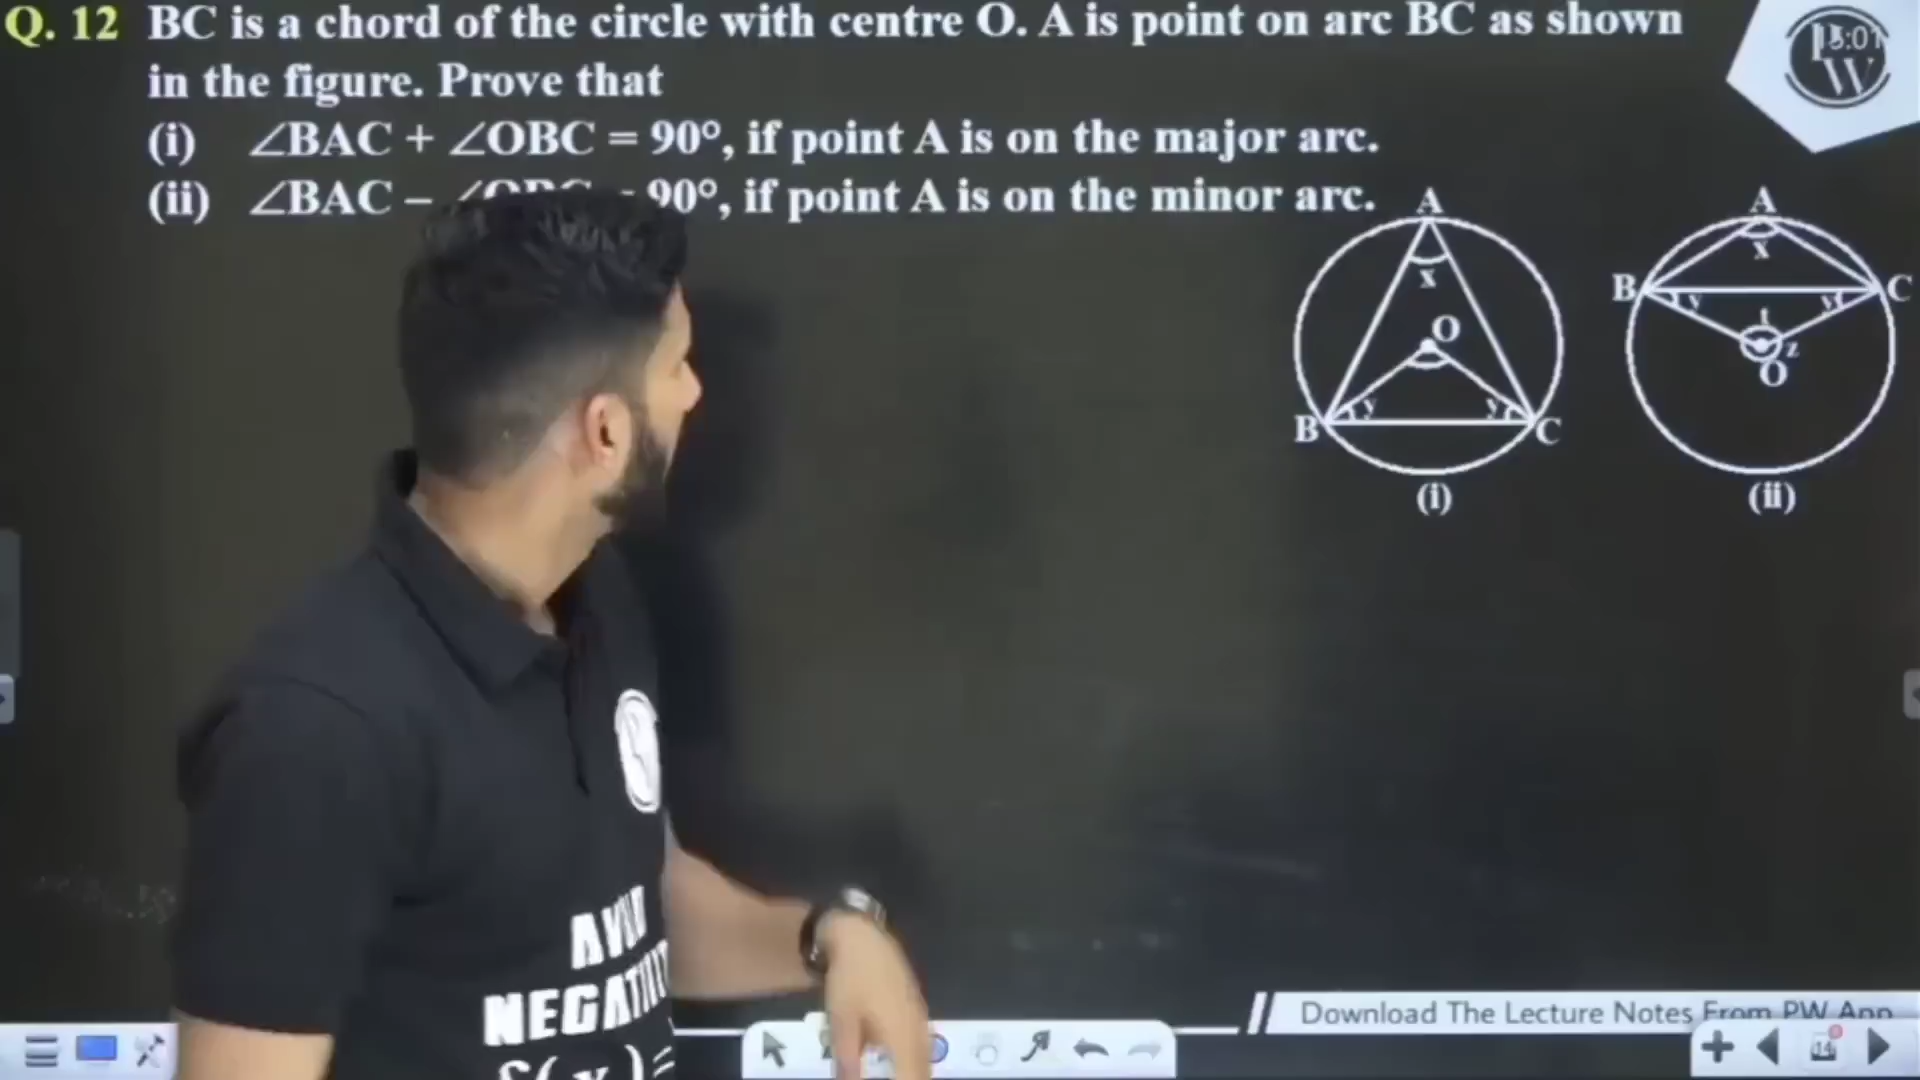 Q. 12 BC is a chord of the circle with centre O. A is point on arc BC as shown
in the figure. Prove that
(i) ∠BAC + ∠OBC = 90°, if point A is on the major arc.
(ii) ∠BAC – 90°, if point A is on the minor arc.
A
x
O
y y
B C
(i)
A
x
B C
y y
t
z
O
(ii)
AVOID
NEGATIVITY
Download The Lecture Notes From PW App
14